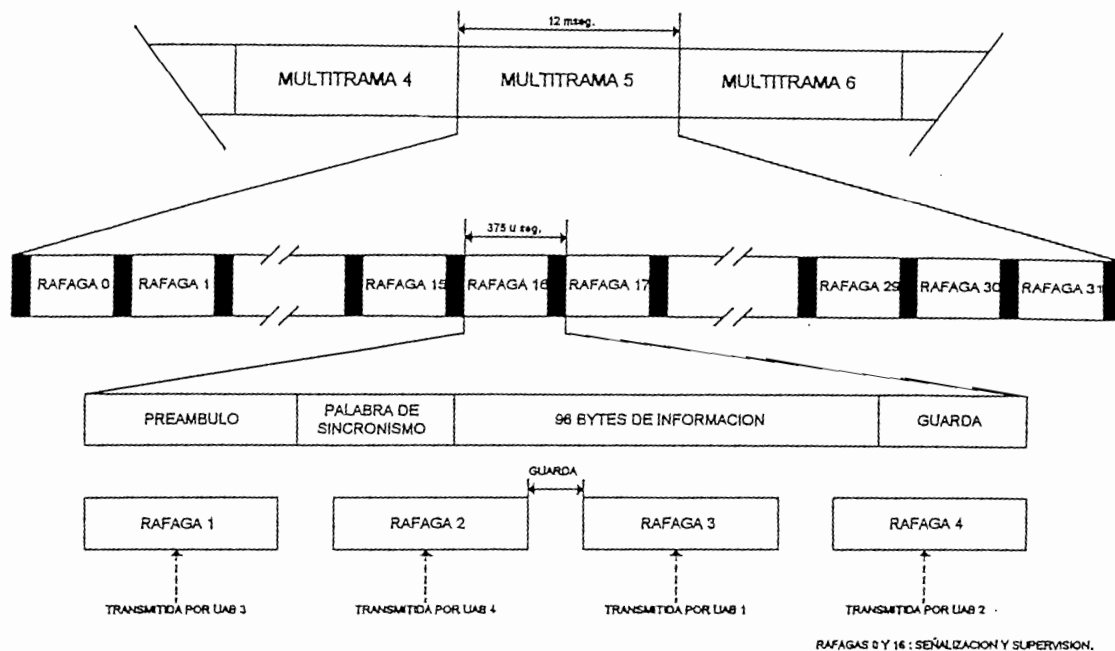 12 mseg.
MULTITRAMA 4
MULTITRAMA 5
MULTITRAMA 6
375 u seg.
RAFAGA 0
RAFAGA 1
RAFAGA 15
RAFAGA 16
RAFAGA 17
RAFAGA 29
RAFAGA 30
RAFAGA 31
PREAMBULO
PALABRA DE
SINCRONISMO
96 BYTES DE INFORMACION
GUARDA
GUARDA
RAFAGA 1
RAFAGA 2
RAFAGA 3
RAFAGA 4
TRANSMITIDA POR UAB 3
TRANSMITIDA POR UAB 4
TRANSMITIDA POR UAB 1
TRANSMITIDA POR UAB 2
RAFAGAS 0 Y 16 : SEÑALIZACION Y SUPERVISION.